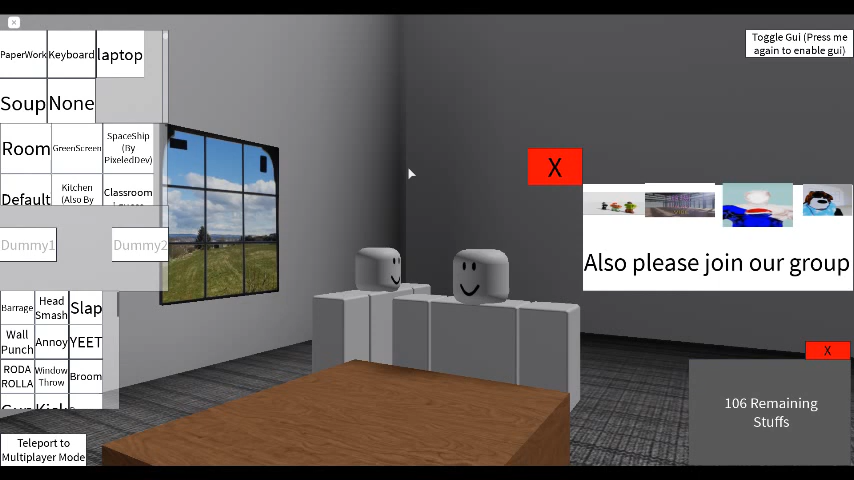 x
Toggle Gui (Press me
again to enable gui)
PaperWork Keyboard laptop
Soup None
Room GreenScreen SpaceShip
(By
PixeledDev)
Default Kitchen
(Also By Classroom
Dummy1 Dummy2
X
Also please join our group
Barrage Head
Smash Slap
Wall
Punch Annoy YEET
RODA
ROLLA Window
Throw Broom
X
106 Remaining
Stuffs
Teleport to
Multiplayer Mode